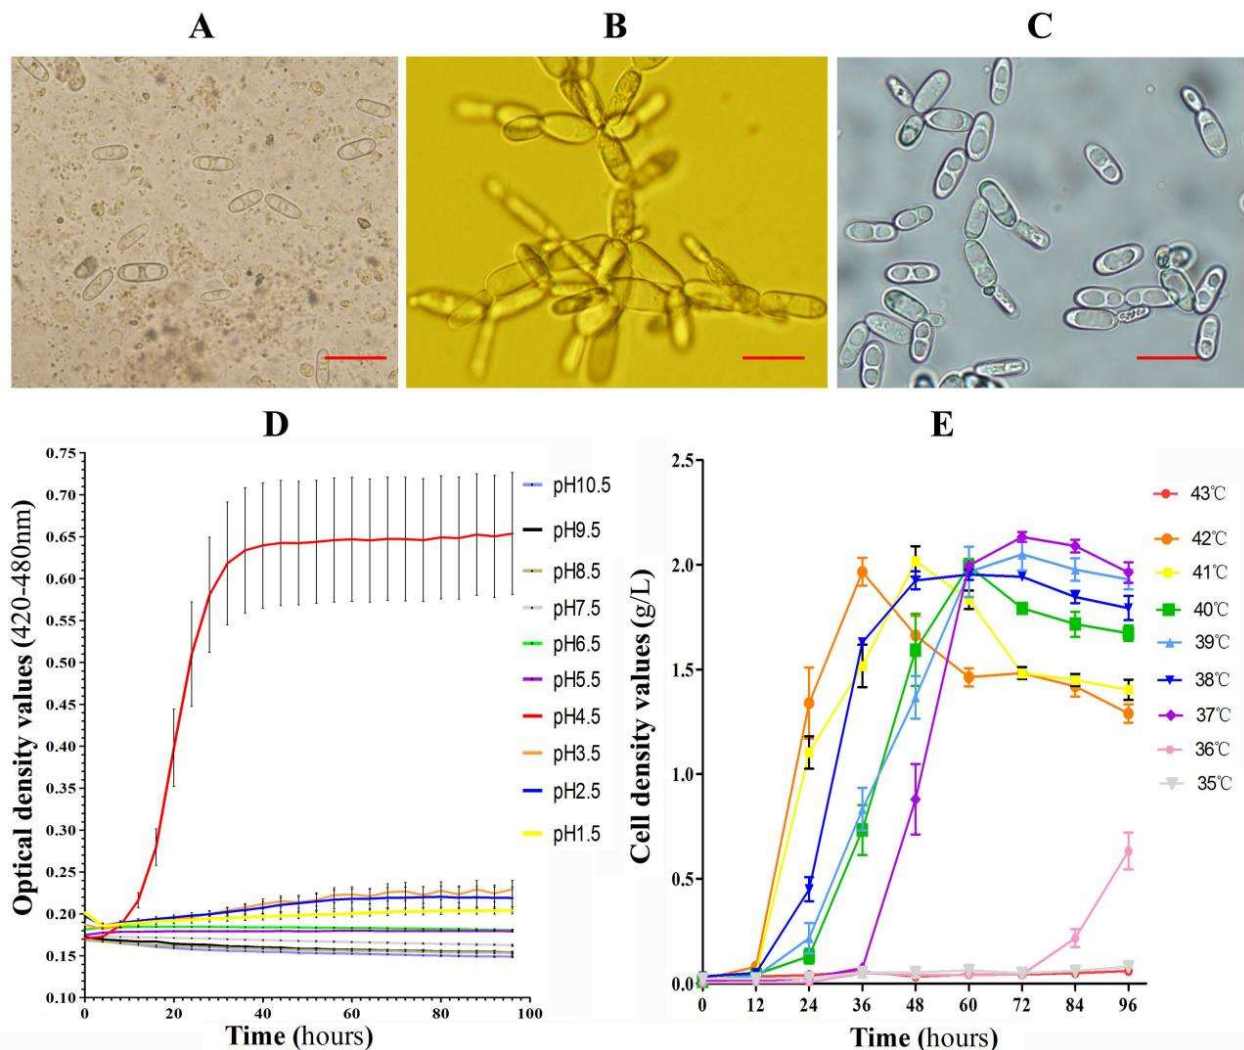 A
B
C
D
Optical density values (420-480nm)
0.75
0.70
0.65
0.60
0.55
0.50
0.45
0.40
0.35
0.30
0.25
0.20
0.15
0.10
0
20
40
60
80
100
Time (hours)
pH10.5
pH9.5
pH8.5
pH7.5
pH6.5
pH5.5
pH4.5
pH3.5
pH2.5
pH1.5
E
Cell density values (g/L)
2.5
2.0
1.5
1.0
0.5
0.0
0
12
24
36
48
60
72
84
96
Time (hours)
43℃
42℃
41℃
40℃
39℃
38℃
37℃
36℃
35℃